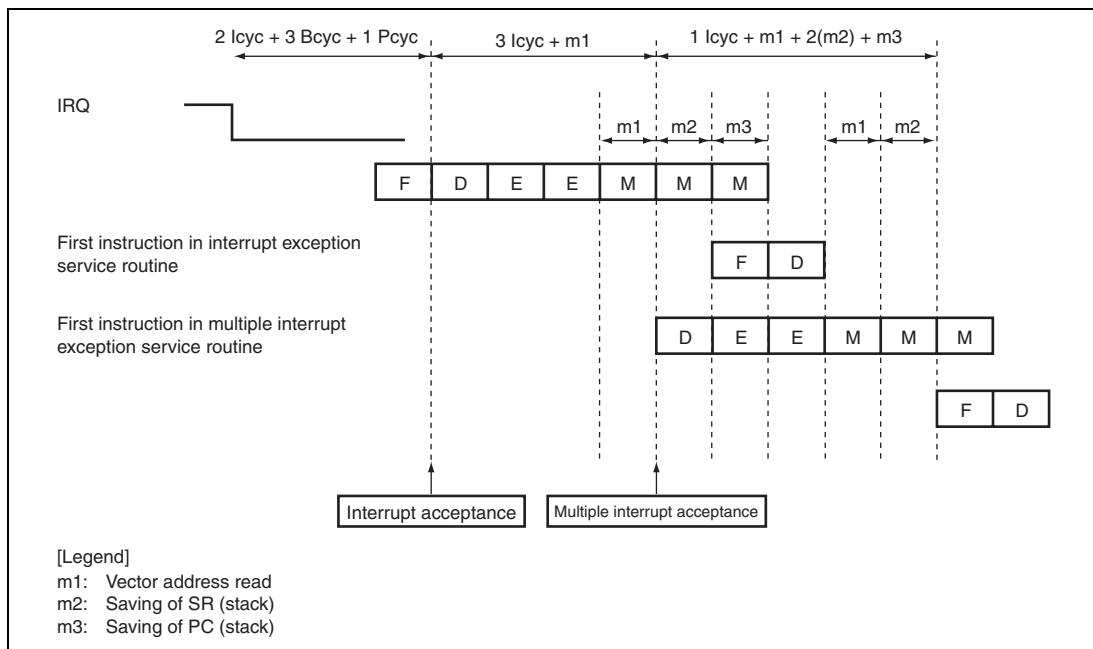 2 Icyc + 3 Bcyc + 1 Pcyc
3 Icyc + m1
1 Icyc + m1 + 2(m2) + m3
IRQ
m1
m2
m3
m1
m2
F D E E M M M
First instruction in interrupt exception
service routine
F D
First instruction in multiple interrupt
exception service routine
D E E M M M
F D
Interrupt acceptance
Multiple interrupt acceptance
[Legend]
m1: Vector address read
m2: Saving of SR (stack)
m3: Saving of PC (stack)